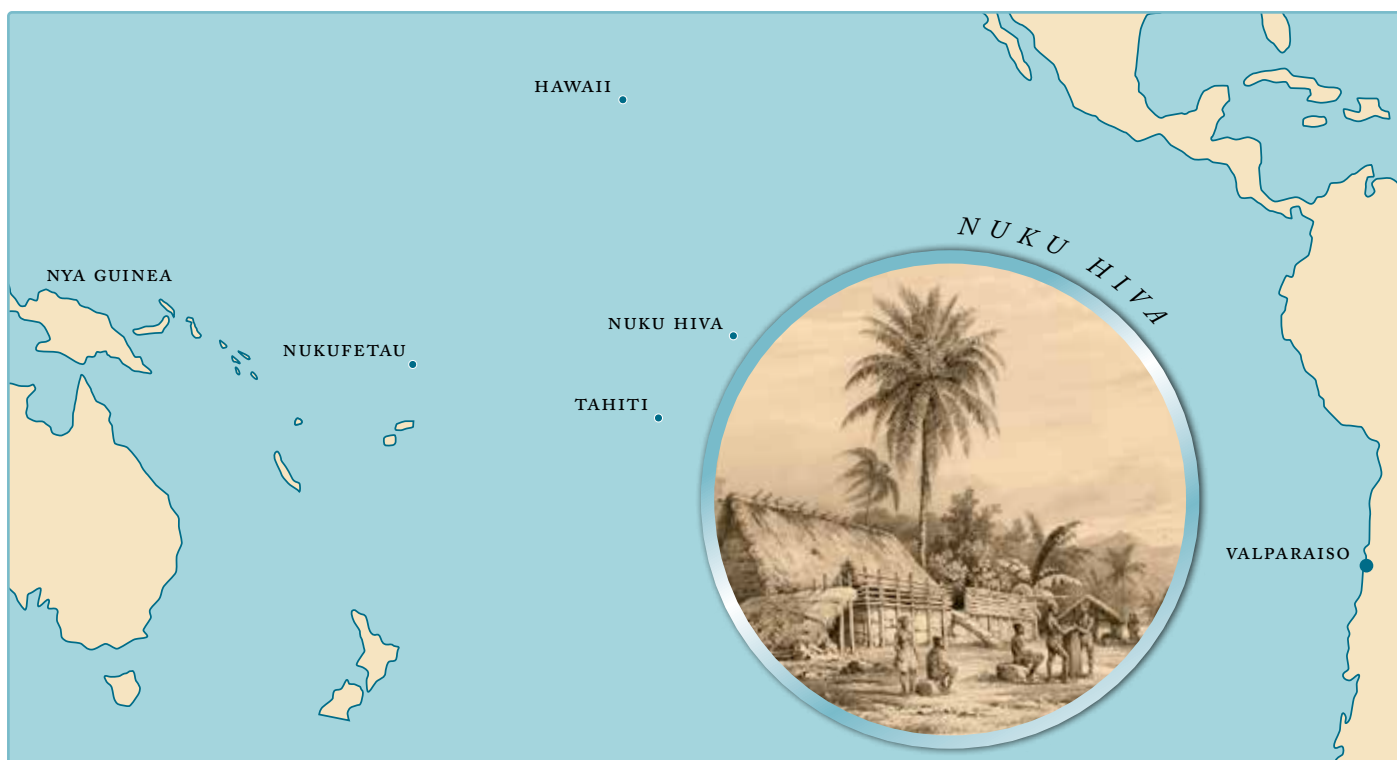 HAWAII
NUKU HIVA
NYA GUINEA
NUKU HIVA
NUKUFETAU
TAHITI
VALPARAISO